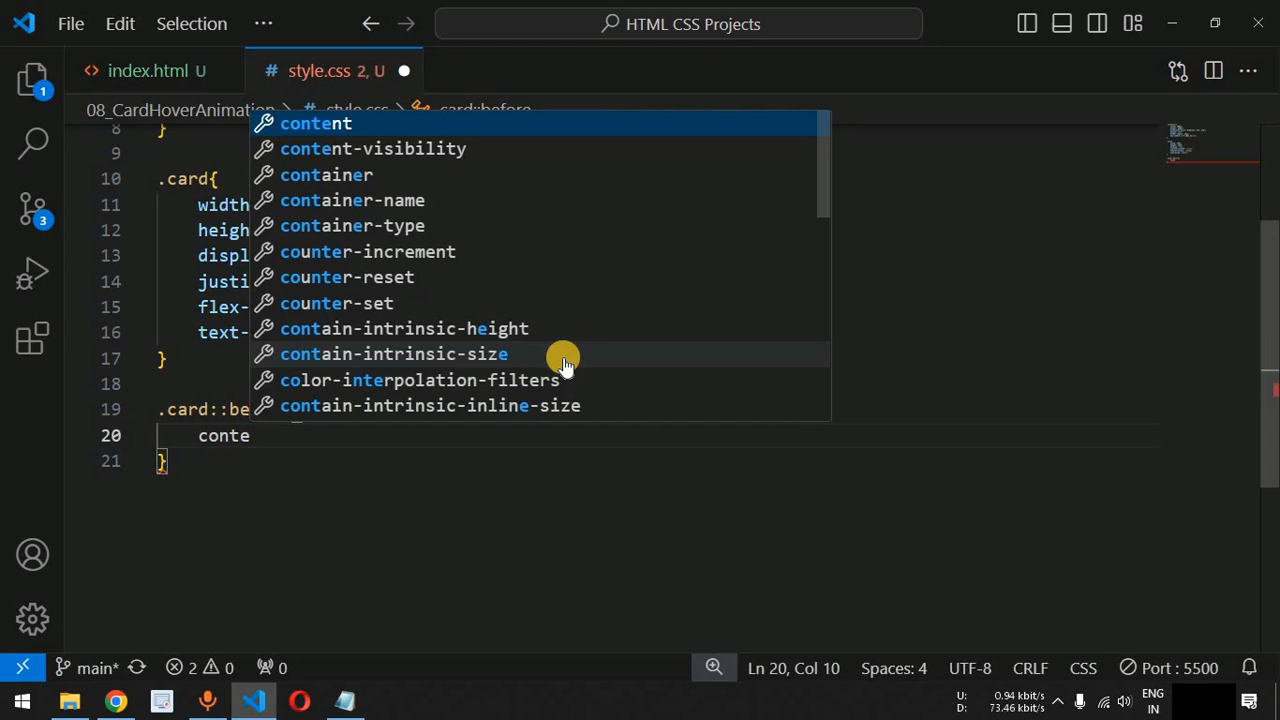 File Edit Selection ··· HTML CSS Projects
index.html U
# style.css 2, U
08_CardHoverAnimation > # style.css > card::before
8 }
9
10 .card{
11 width
12 heigh
13 displ
14 justi
15 flex-
16 text-
17 }
18
19 .card::be
20 conte
21 }
content
content-visibility
container
container-name
container-type
counter-increment
counter-reset
counter-set
contain-intrinsic-height
contain-intrinsic-size
color-interpolation-filters
contain-intrinsic-inline-size
1
3
main* 2 0 0 Ln 20, Col 10 Spaces: 4 UTF-8 CRLF CSS Port : 5500
U: 0.94 kbit/s
D: 73.46 kbit/s
ENG
IN